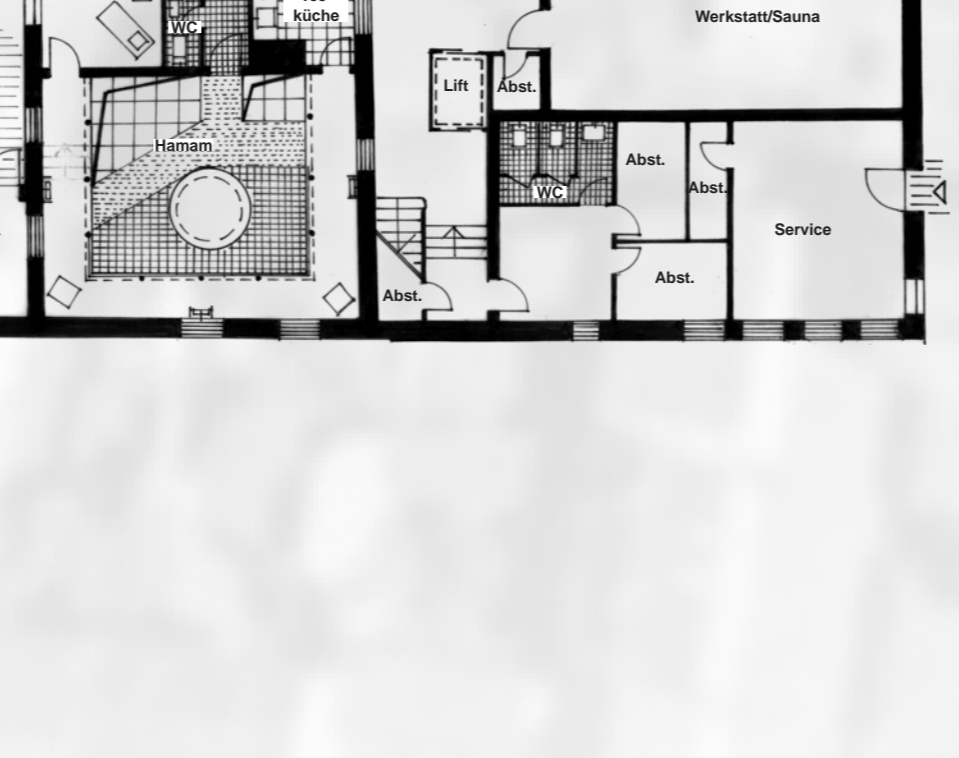 küche
Werkstatt/Sauna
WC
Lift
Abst.
Hamam
Abst.
Abst.
WC
Service
Abst.
Abst.